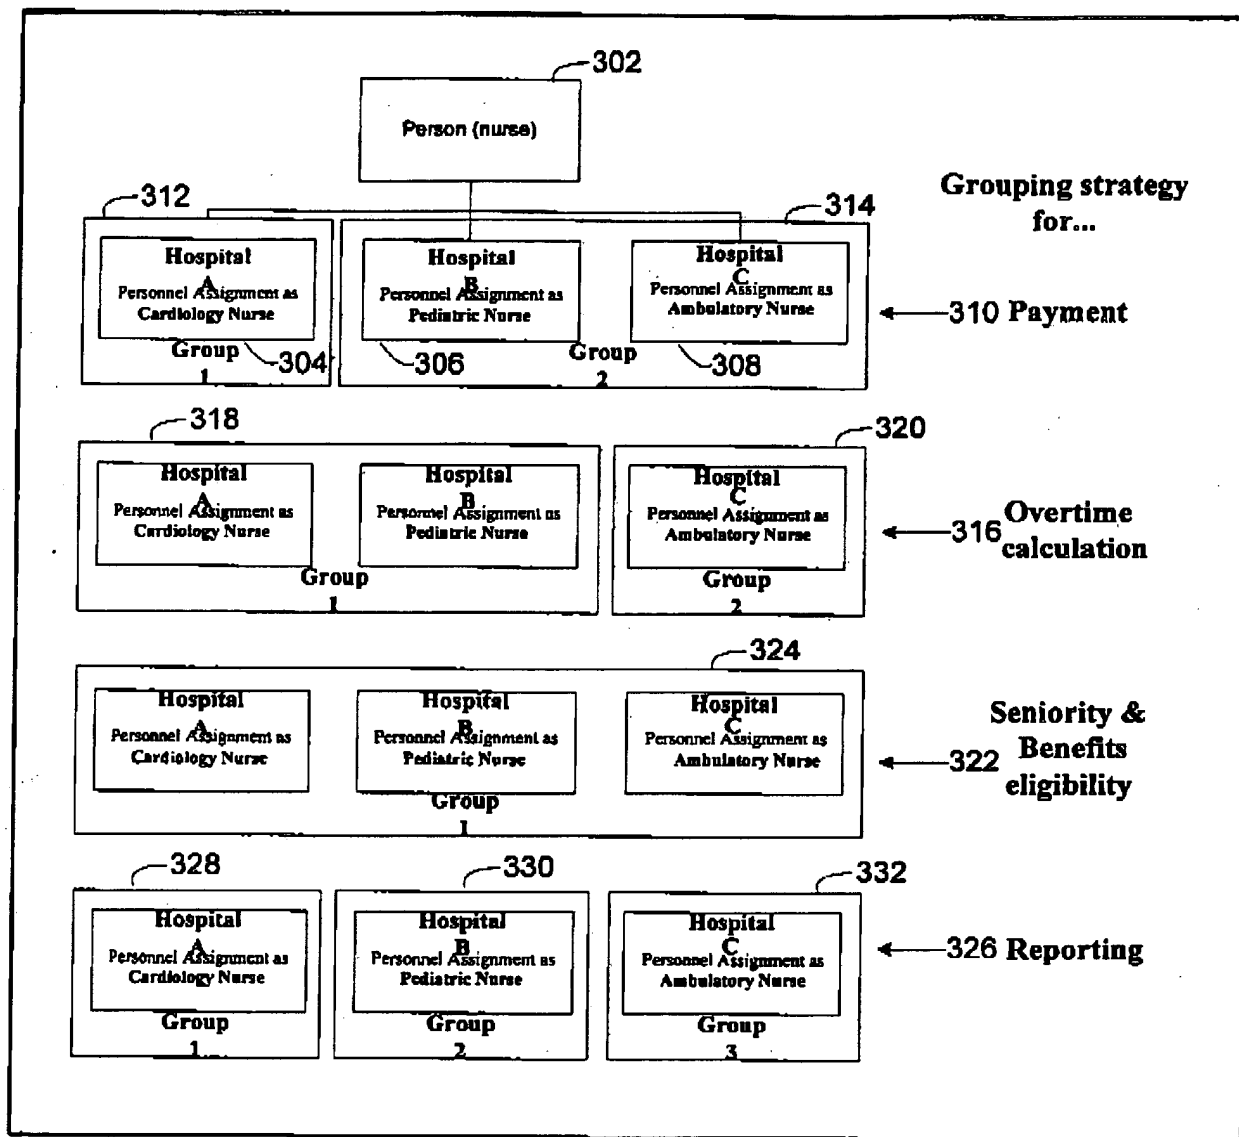 302
Person (nurse)
Grouping strategy
for...
312
314
Hospital
A
Personnel Assignment as
Cardiology Nurse
Group
1
304
Hospital
B
Personnel Assignment as
Pediatric Nurse
306
Group
2
Hospital
C
Personnel Assignment as
Ambulatory Nurse
308
310 Payment
318
320
Hospital
A
Personnel Assignment as
Cardiology Nurse
Hospital
B
Personnel Assignment as
Pediatric Nurse
Group
1
Hospital
C
Personnel Assignment as
Ambulatory Nurse
Group
2
316 Overtime
calculation
324
Hospital
A
Personnel Assignment as
Cardiology Nurse
Hospital
B
Personnel Assignment as
Pediatric Nurse
Group
1
Hospital
C
Personnel Assignment as
Ambulatory Nurse
Seniority &
322 Benefits
eligibility
328
330
332
Hospital
A
Personnel Assignment as
Cardiology Nurse
Group
1
Hospital
B
Personnel Assignment as
Pediatric Nurse
Group
2
Hospital
C
Personnel Assignment as
Ambulatory Nurse
Group
3
326 Reporting